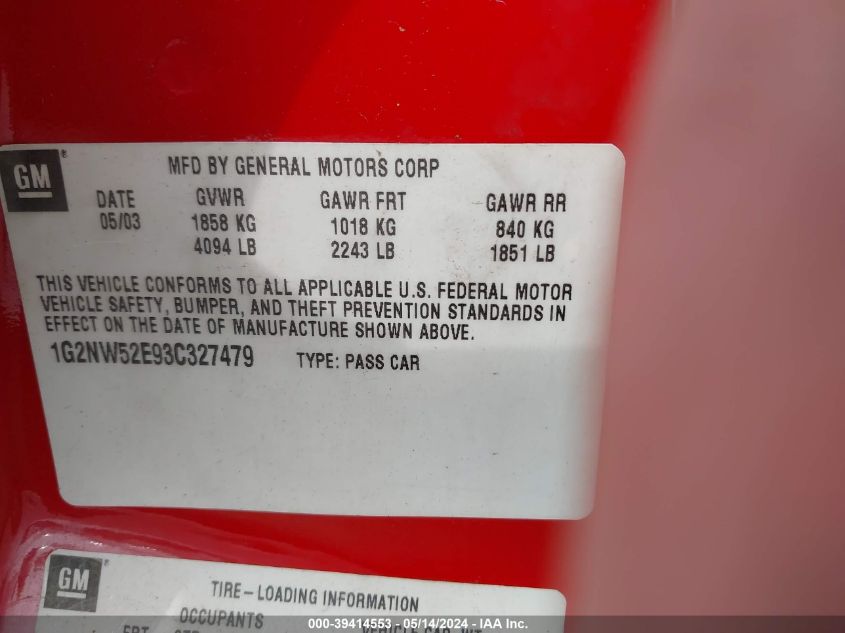 GM
MFD BY GENERAL MOTORS CORP
DATE GVWR GAWR FRT GAWR RR
05/03 1858 KG 1018 KG 840 KG
4094 LB 2243 LB 1851 LB
THIS VEHICLE CONFORMS TO ALL APPLICABLE U.S. FEDERAL MOTOR
VEHICLE SAFETY, BUMPER, AND THEFT PREVENTION STANDARDS IN
EFFECT ON THE DATE OF MANUFACTURE SHOWN ABOVE.
1G2NW52E93C327479 TYPE: PASS CAR
GM
TIRE-LOADING INFORMATION
OCCUPANTS
000-39414553 - 05/14/2024 - IAA Inc.